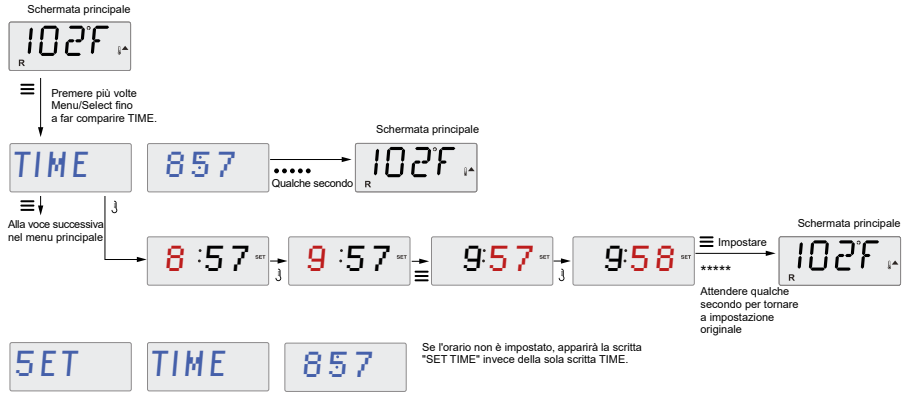 Schermata principale
102°F
R
Premere più volte
Menu/Select fino
a far comparire TIME.
Schermata principale
TIME
857
Qualche secondo
102°F
R
Alla voce successiva
nel menu principale
Schermata principale
8:57 SET
9:57 SET
9:57 SET
9:58 SET
Impostare
*****
102°F
R
Attendere qualche
secondo per tornare
a impostazione
originale
SET
TIME
857
Se l'orario non è impostato, apparirà la scritta
"SET TIME" invece della sola scritta TIME.